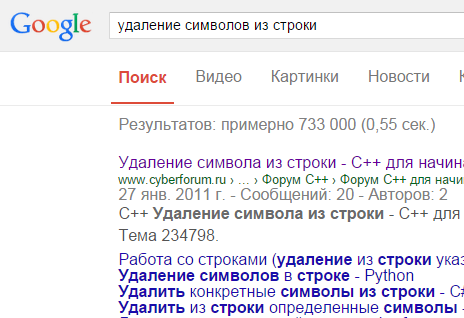 Google удаление символов из строки
Поиск Видео Картинки Новости
Результатов: примерно 733 000 (0,55 сек.)
Удаление символа из строки - C++ для начина
www.cyberforum.ru › ... › Форум C++ › Форум C++ для начи
27 янв. 2011 г. - Сообщений: 20 - Авторов: 2
C++ Удаление символа из строки - C++ для
Тема 234798.
Работа со строками (удаление из строки указ
Удаление символов в строке - Python
Удалить конкретные символы из строки - C#
Удалить из строки определенные символы -